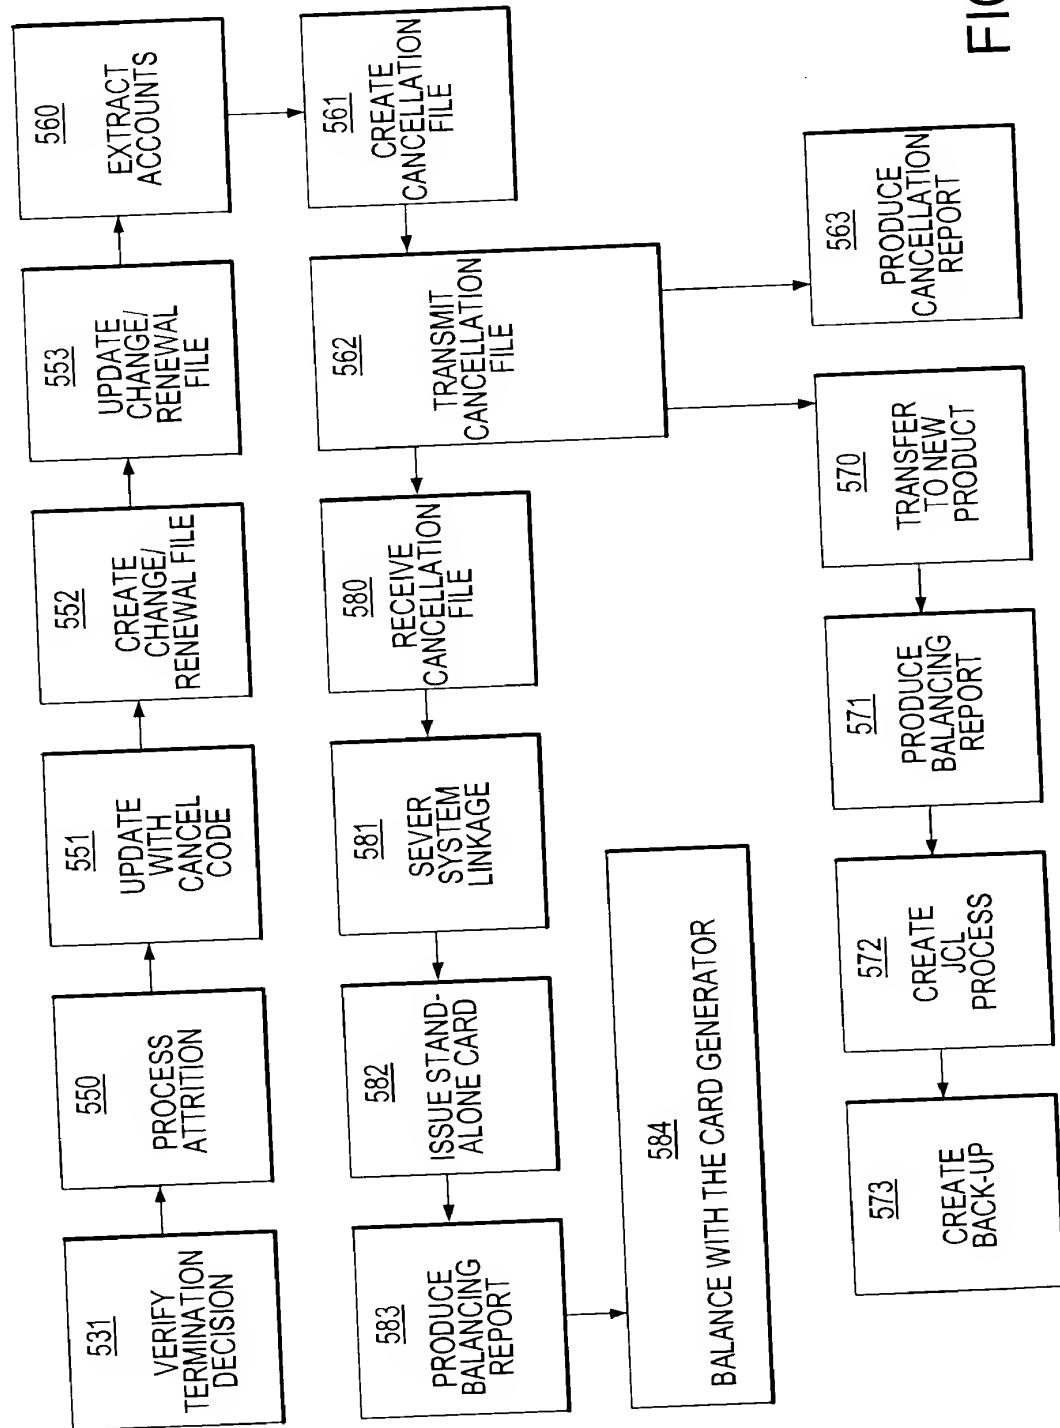 531
VERIFY
TERMINATION
DECISION
550
PROCESS
ATTRITION
551
UPDATE
WITH
CANCEL
CODE
552
CREATE
CHANGE/
RENEWAL FILE
553
UPDATE
CHANGE/
RENEWAL
FILE
560
EXTRACT
ACCOUNTS
561
CREATE
CANCELLATION
FILE
562
TRANSMIT
CANCELLATION
FILE
580
RECEIVE
CANCELLATION
FILE
581
SEVER
SYSTEM
LINKAGE
582
ISSUE STAND-
ALONE CARD
583
PRODUCE
BALANCING
REPORT
584
BALANCE WITH THE CARD GENERATOR
563
PRODUCE
CANCELLATION
REPORT
570
TRANSFER
TO NEW
PRODUCT
571
PRODUCE
BALANCING
REPORT
572
CREATE
JCL
PROCESS
573
CREATE
BACK-UP